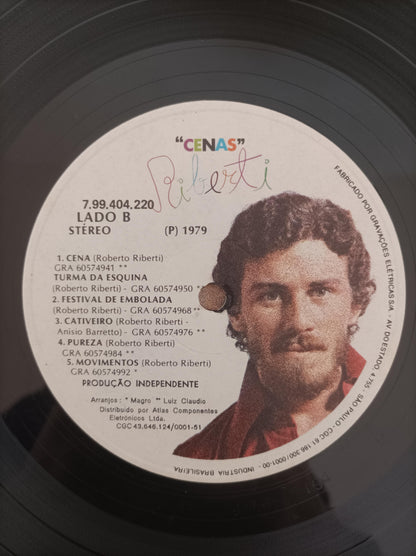 "CENAS"
Riberti
7.99.404.220
LADO B
STÉREO
(P) 1979
1. CENA (Roberto Riberti)
GRA 60574941 **
TURMA DA ESQUINA
(Roberto Riberti) - GRA 60574950 **
2. FESTIVAL DE EMBOLADA
(Roberto Riberti) - GRA 60574968 **
3. CATIVEIRO (Roberto Riberti -
Anisio Barretto) - GRA 60574976 **
4. PUREZA (Roberto Riberti)
GRA 60574984 **
5. MOVIMENTOS (Roberto Riberti)
GRA 60574992 *
PRODUÇÃO INDEPENDENTE
Arranjos : * Magro ** Luiz Claudio
Distribuido por Atlas Componentes
Eletrônicos Ltda.
CGC 43.646.124/0001-51
FABRICADO POR GRAVAÇÕES ELÉTRICAS S/A - AV. DO ESTADO, 4.755 - SÃO PAULO - CGC 61.186.300/0001-00 - INDUSTRIA BRASILEIRA